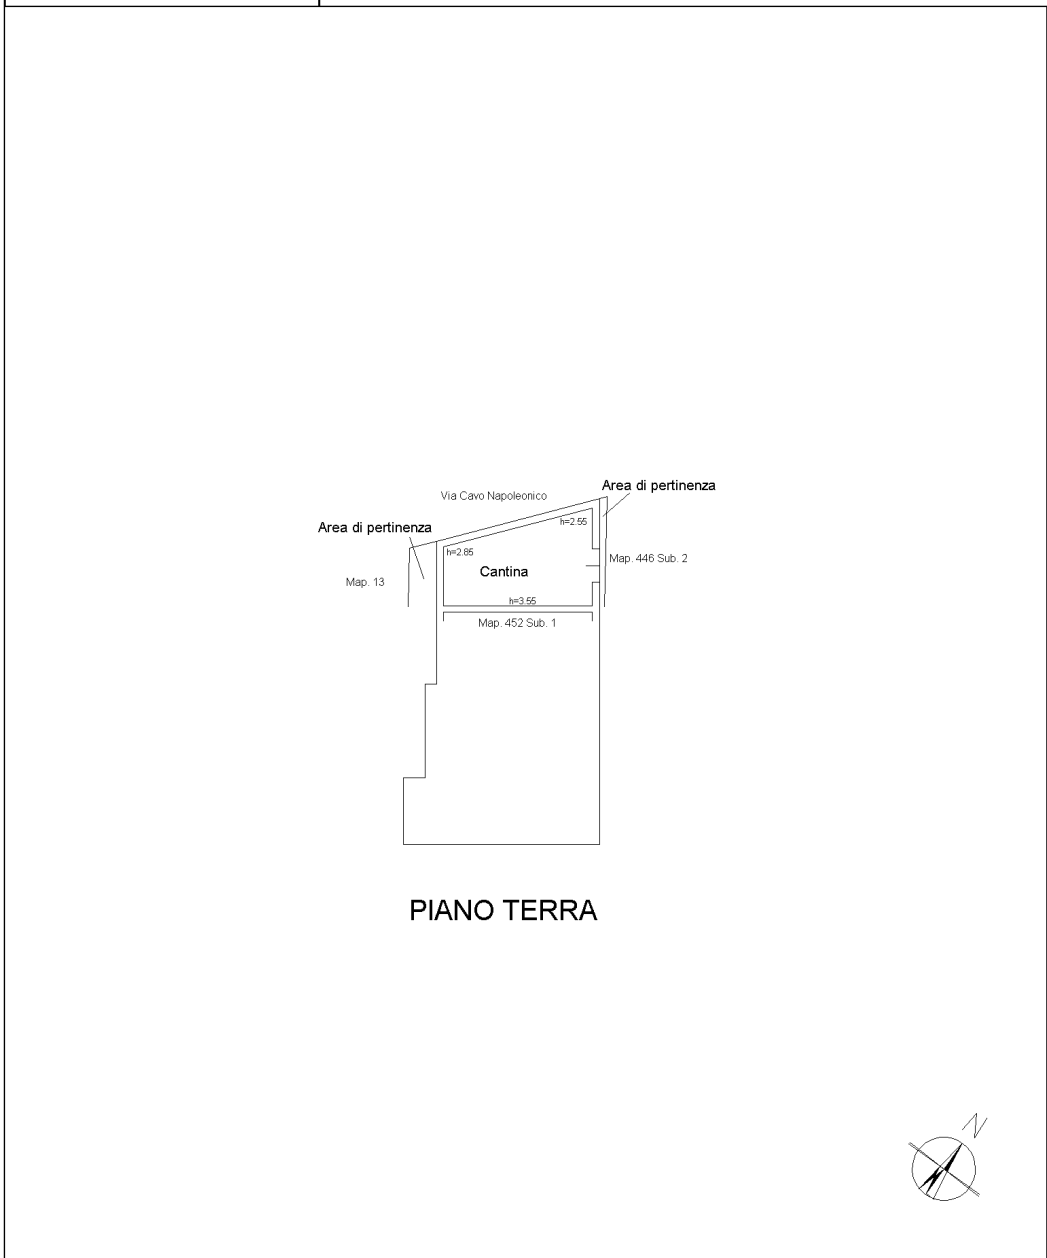 Area di pertinenza
Via Cavo Napoleonico
h=2.55
Area di pertinenza
h=2.85
Map. 446 Sub. 2
Cantina
Map. 13
h=3.55
Map. 452 Sub. 1
PIANO TERRA
N